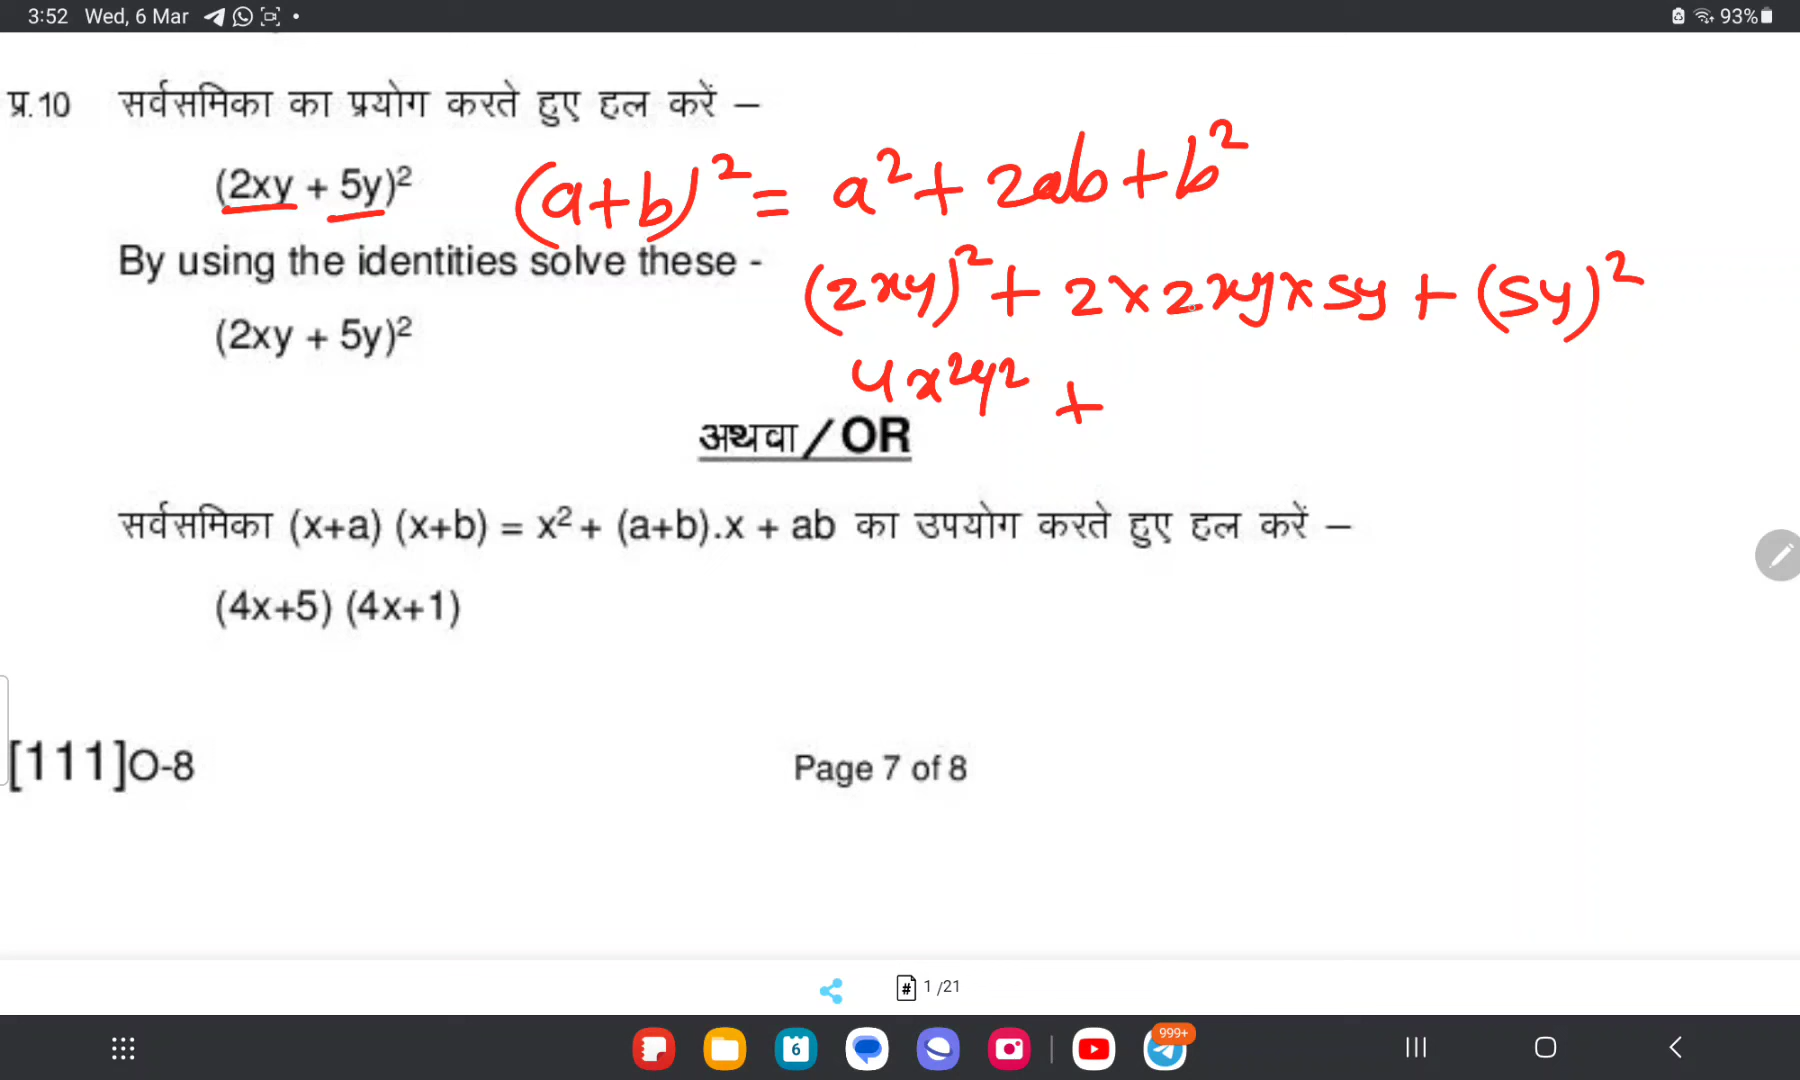 3:52 Wed, 6 Mar
93%
प्र.10 सर्वसमिका का प्रयोग करते हुए हल करें –
(2xy + 5y)² (a+b)² = a² + 2ab + b²
By using the identities solve these -
(2xy)² + 2 x 2xy x 5y + (5y)²
(2xy + 5y)²
4x²y² +
अथवा / OR
सर्वसमिका (x+a) (x+b) = x² + (a+b).x + ab का उपयोग करते हुए हल करें –
(4x+5) (4x+1)
[111]O-8 Page 7 of 8
# 1 /21
6 999+